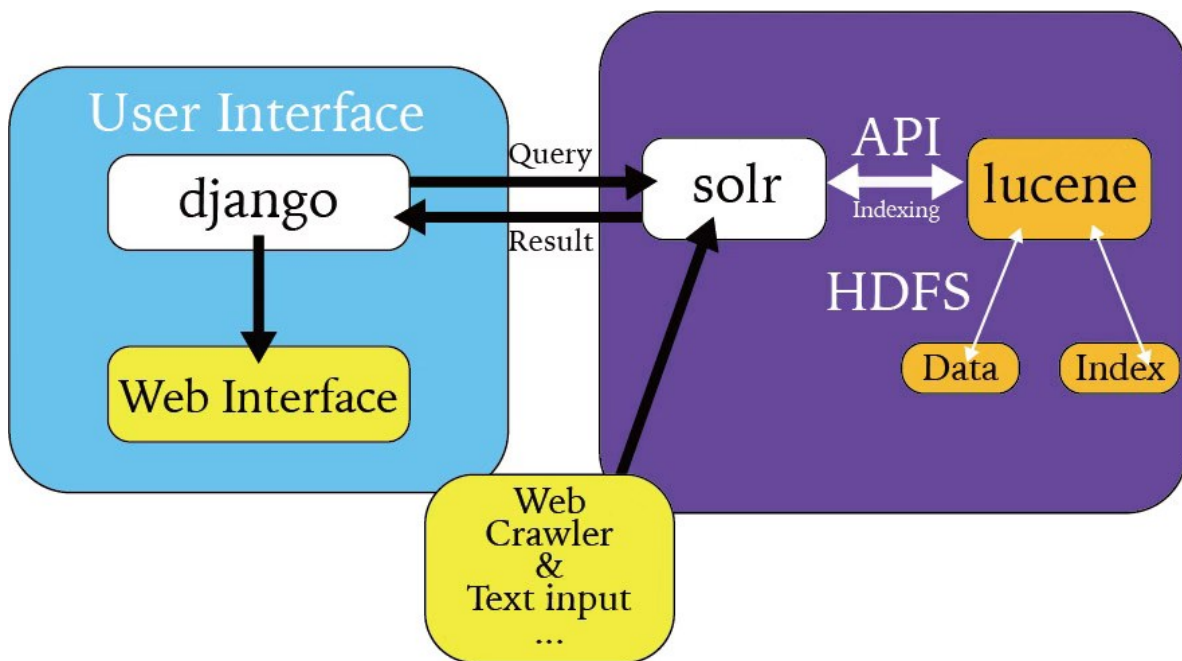 User Interface
django
Web Interface
Query
Result
solr
API
Indexing
lucene
HDFS
Data
Index
Web
Crawler
&
Text input
...